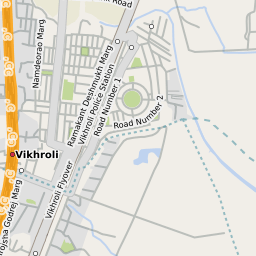 Road
Namdeorao Marg
Ramakant Deshmukh Marg
Vikhroli Police Station
Road Number 1
Road Number 2
Vikhroli
Vikhroli Flyover
Godrej Marg